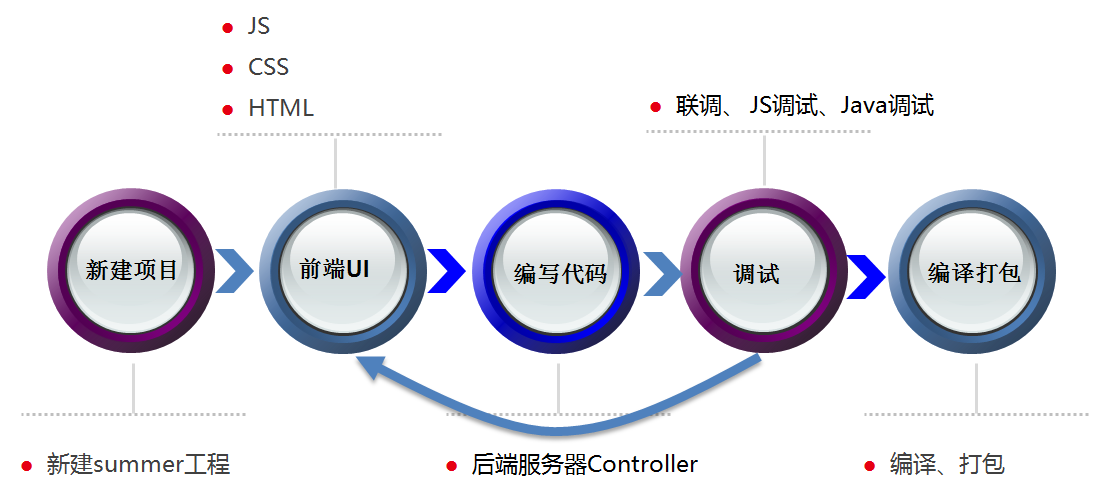 JS
CSS
HTML
联调、 JS调试、Java调试
新建项目
前端UI
编写代码
调试
编译打包
新建summer工程
后端服务器Controller
编译、打包